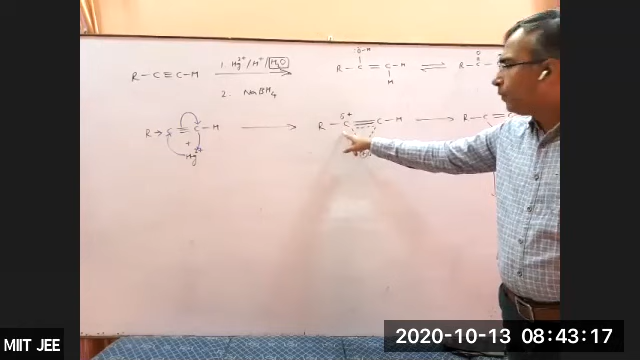 R – C ≡ C – H
1. Hg²⁺/H⁺/H₂O
2. NaBH₄
O–H
R – C = C – H
H
O
R – C
R → C ≡ C – H
+
Hg²⁺
δ+
R – C ≡ C – H
R – C =
MIIT JEE
2020-10-13 08:43:17